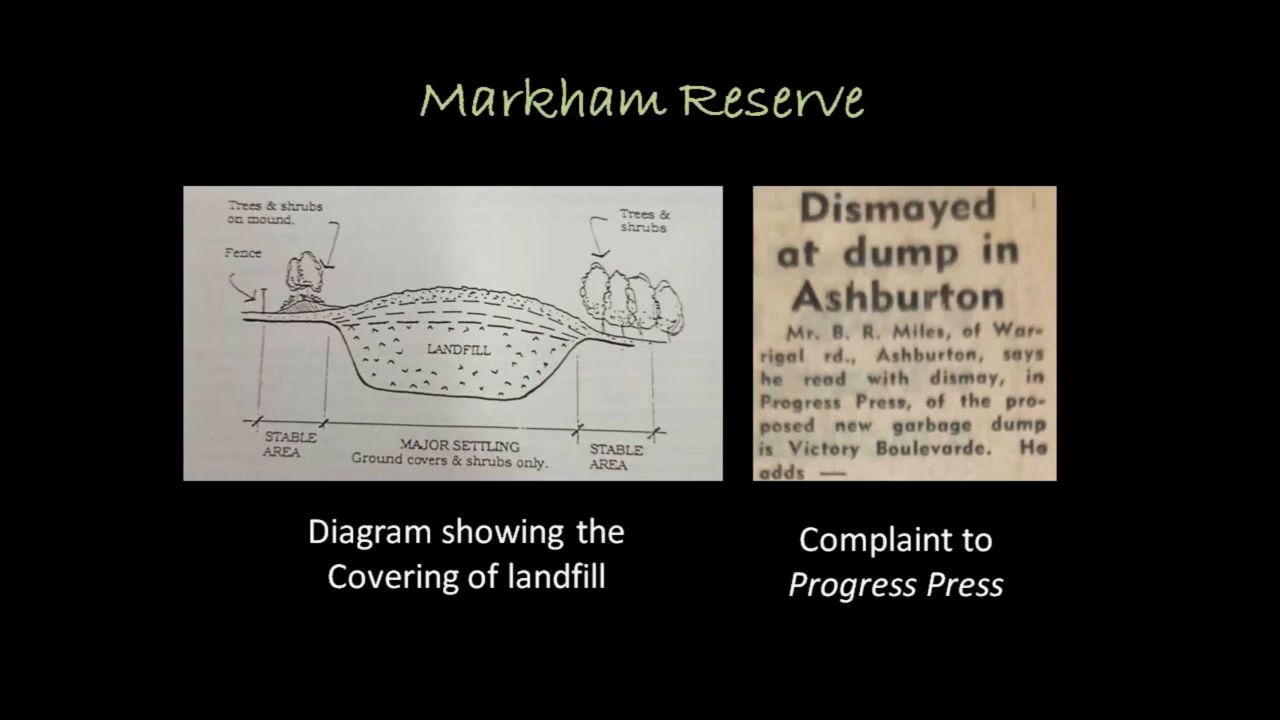 Markham Reserve
Trees & shrubs
on mound.
Fence
Trees &
shrubs
LANDFILL
STABLE
AREA
MAJOR SETTLING
Ground covers & shrubs only.
STABLE
AREA
Dismayed
at dump in
Ashburton
Mr. B. R. Miles, of War-
rigal rd., Ashburton, says
he read with dismay, in
Progress Press, of the pro-
posed new garbage dump
is Victory Boulevarde. He
adds —
Diagram showing the
Covering of landfill
Complaint to
Progress Press